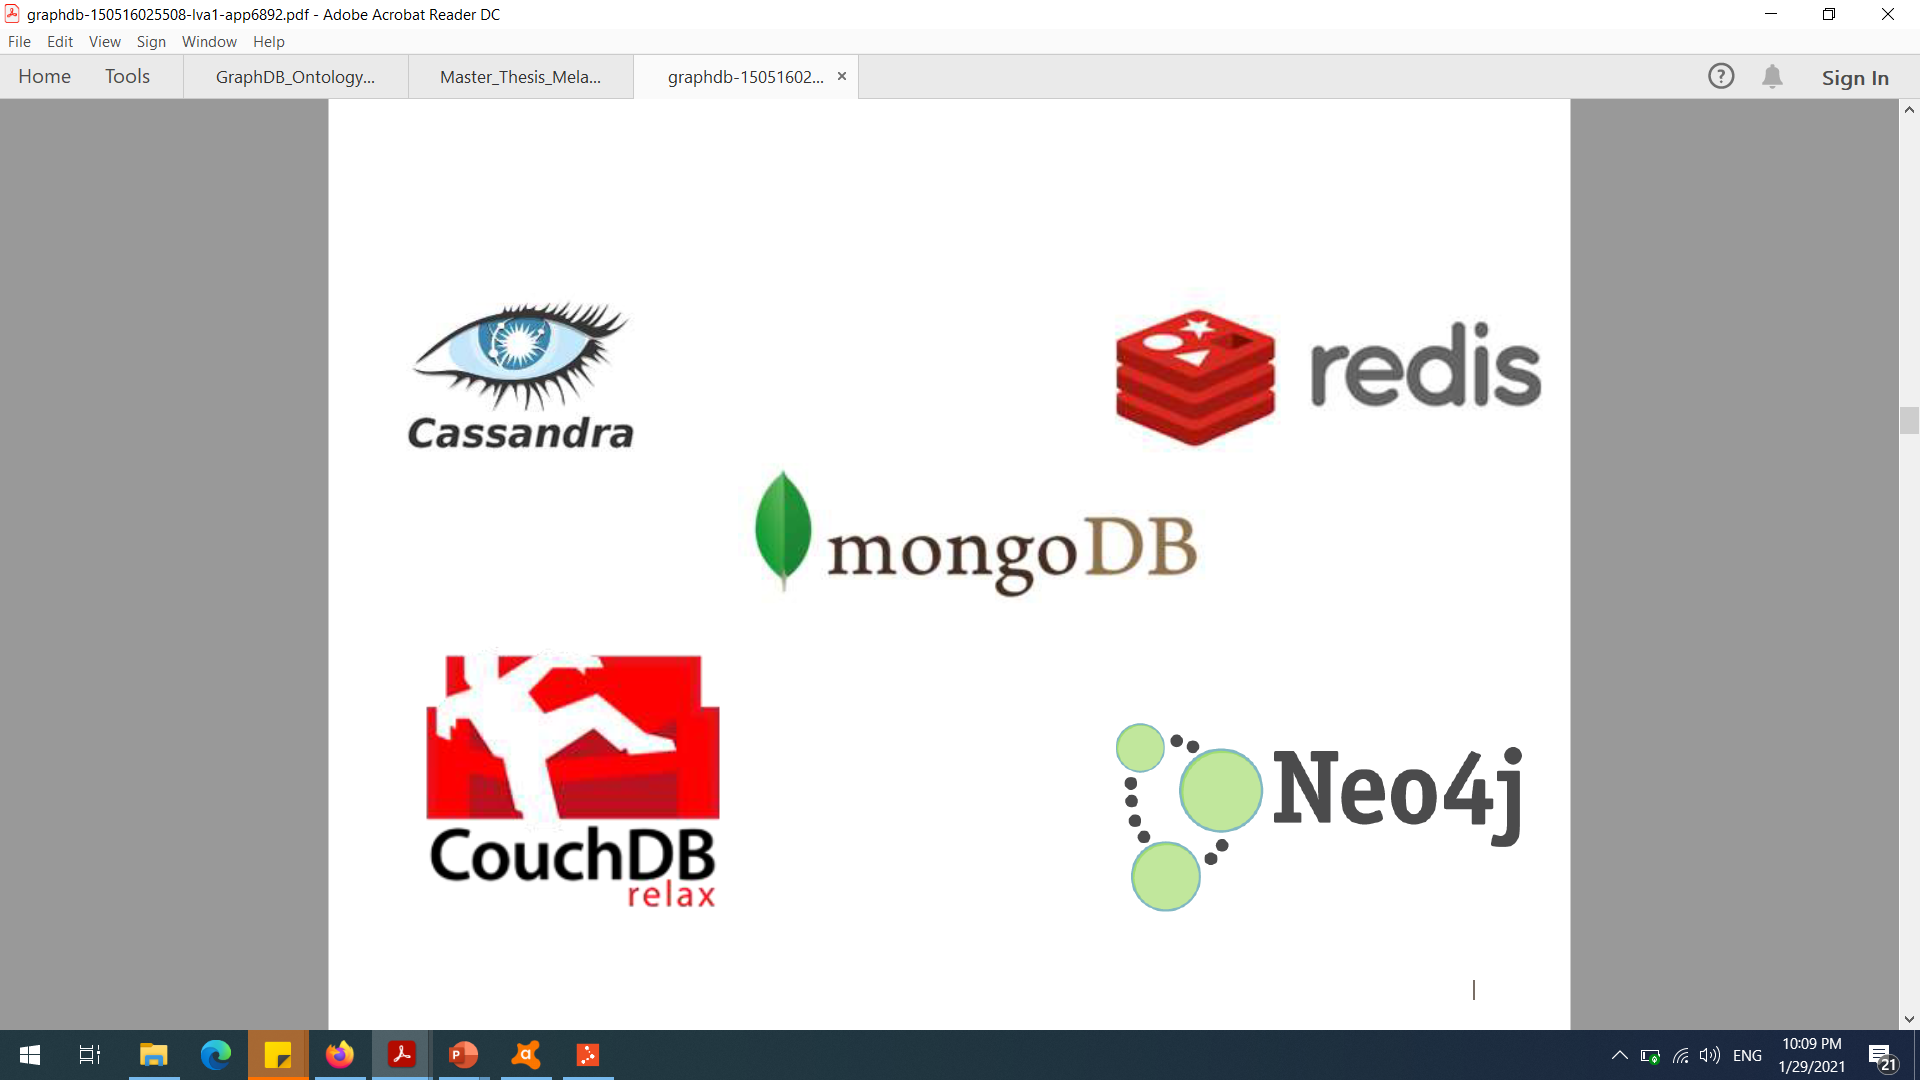 graphdb-150516025508-lva1-app6892.pdf - Adobe Acrobat Reader DC
File Edit View Sign Window Help
Home Tools GraphDB_Ontology... Master_Thesis_Mela... graphdb-15051602... × ? Sign In
Cassandra
redis
mongoDB
CouchDB
relax
Neo4j
ENG
10:09 PM
1/29/2021
21